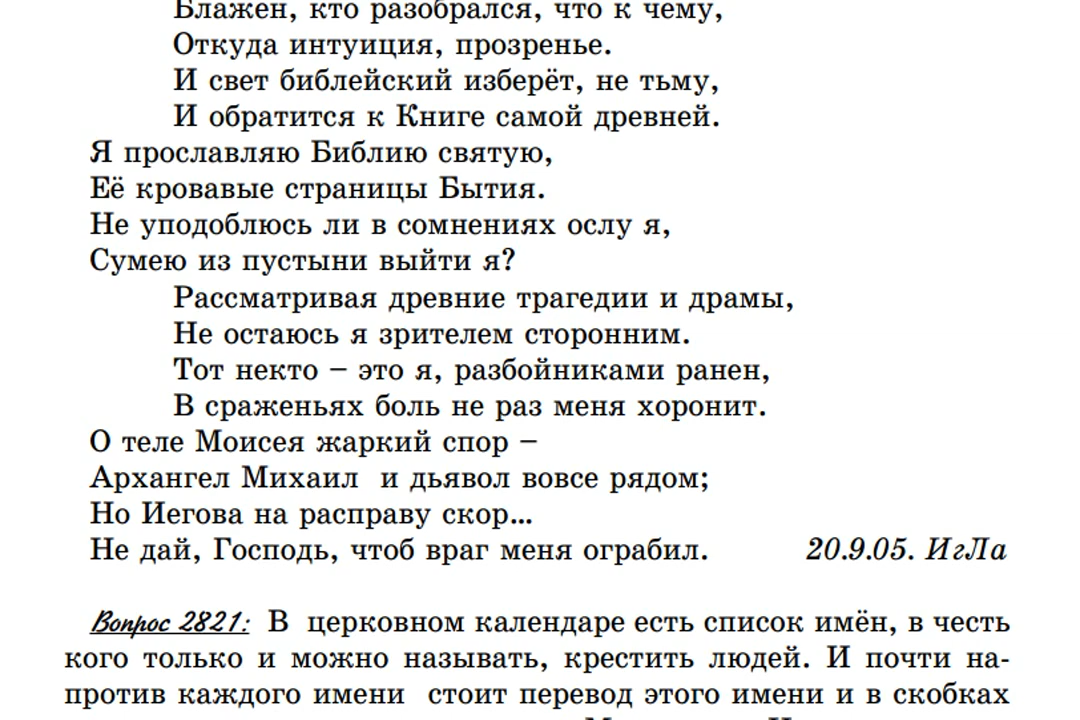 Блажен, кто разобрался, что к чему,
Откуда интуиция, прозренье.
И свет библейский изберёт, не тьму,
И обратится к Книге самой древней.
Я прославляю Библию святую,
Её кровавые страницы Бытия.
Не уподоблюсь ли в сомнениях ослу я,
Сумею из пустыни выйти я?
Рассматривая древние трагедии и драмы,
Не остаюсь я зрителем сторонним.
Тот некто – это я, разбойниками ранен,
В сраженьях боль не раз меня хоронит.
О теле Моисея жаркий спор –
Архангел Михаил и дьявол вовсе рядом;
Но Иегова на расправу скор...
Не дай, Господь, чтоб враг меня ограбил. 20.9.05. ИгЛа
Вопрос 2821: В церковном календаре есть список имён, в честь
кого только и можно называть, крестить людей. И почти на-
против каждого имени стоит перевод этого имени и в скобках